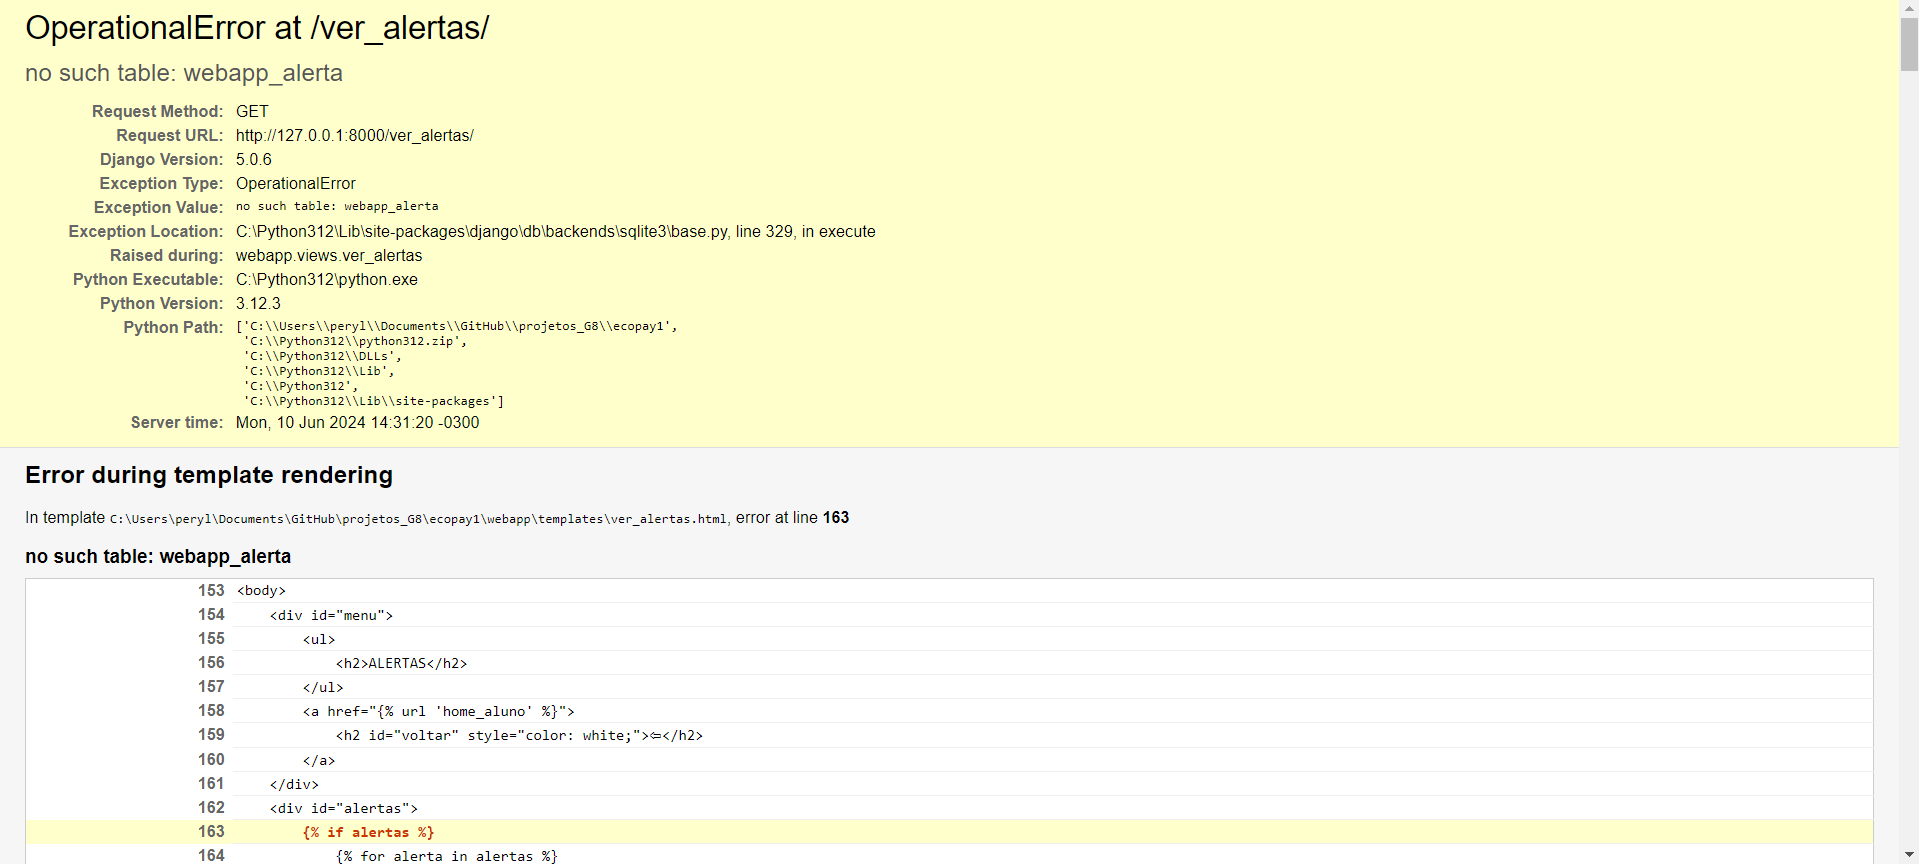 OperationalError at /ver_alertas/
no such table: webapp_alerta
Request Method: GET
Request URL: http://127.0.0.1:8000/ver_alertas/
Django Version: 5.0.6
Exception Type: OperationalError
Exception Value: no such table: webapp_alerta
Exception Location: C:\Python312\Lib\site-packages\django\db\backends\sqlite3\base.py, line 329, in execute
Raised during: webapp.views.ver_alertas
Python Executable: C:\Python312\python.exe
Python Version: 3.12.3
Python Path: ['C:\\Users\\peryl\\Documents\\GitHub\\projetos_G8\\ecopay1',
'C:\\Python312\\python312.zip',
'C:\\Python312\\DLLs',
'C:\\Python312\\Lib',
'C:\\Python312',
'C:\\Python312\\Lib\\site-packages']
Server time: Mon, 10 Jun 2024 14:31:20 -0300
Error during template rendering
In template C:\Users\peryl\Documents\GitHub\projetos_G8\ecopay1\webapp\templates\ver_alertas.html, error at line 163
no such table: webapp_alerta
153 <body>
154 <div id="menu">
155 <ul>
156 <h2>ALERTAS</h2>
157 </ul>
158 <a href="{% url 'home_aluno' %}">
159 <h2 id="voltar" style="color: white;">⇦</h2>
160 </a>
161 </div>
162 <div id="alertas">
163 {% if alertas %}
164 {% for alerta in alertas %}